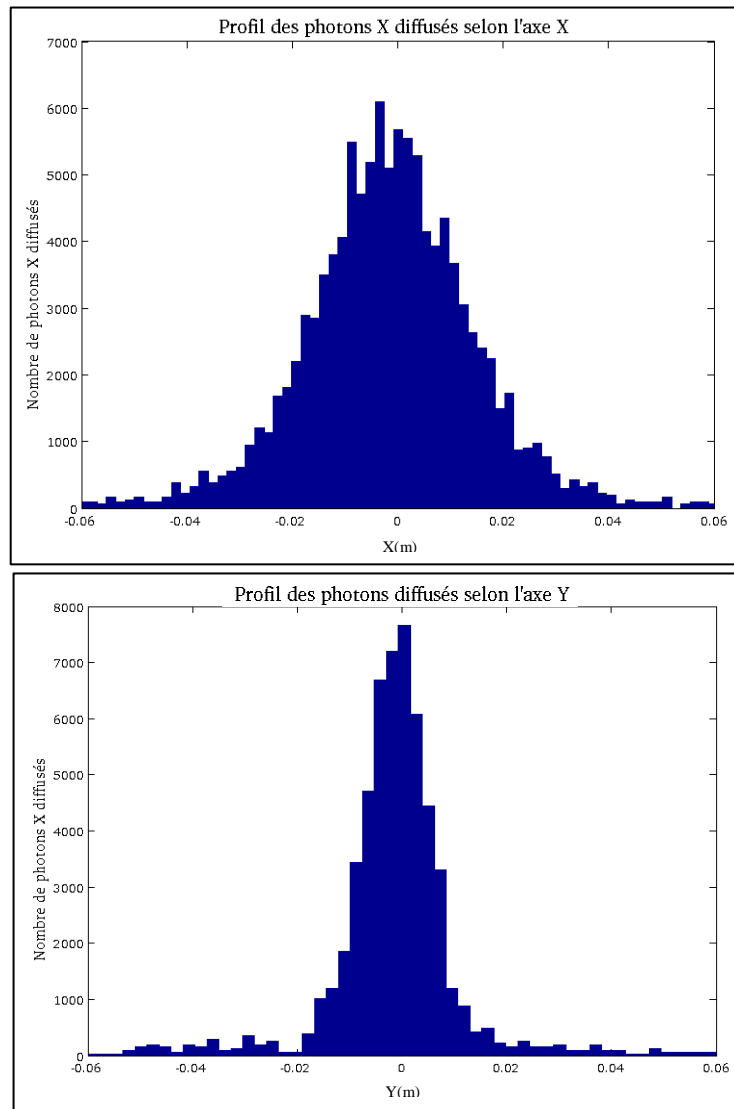 Profil des photons X diffusés selon l'axe X
7000
6000
5000
4000
3000
2000
1000
0
Nombre de photons X diffusés
-0.06 -0.04 -0.02 0 0.02 0.04 0.06
X(m)
Profil des photons diffusés selon l'axe Y
8000
7000
6000
5000
4000
3000
2000
1000
0
Nombre de photons X diffusés
-0.06 -0.04 -0.02 0 0.02 0.04 0.06
Y(m)